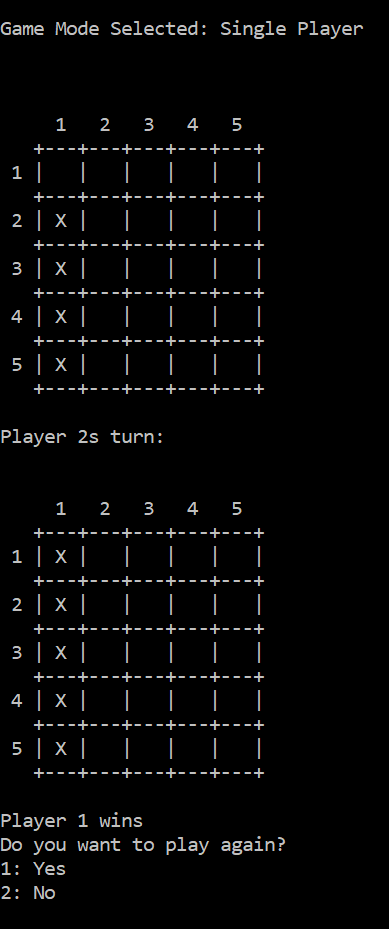 Game Mode Selected: Single Player
    1   2   3   4   5
  +---+---+---+---+---+
1 |   |   |   |   |   |
  +---+---+---+---+---+
2 | X |   |   |   |   |
  +---+---+---+---+---+
3 | X |   |   |   |   |
  +---+---+---+---+---+
4 | X |   |   |   |   |
  +---+---+---+---+---+
5 | X |   |   |   |   |
  +---+---+---+---+---+
Player 2s turn:
    1   2   3   4   5
  +---+---+---+---+---+
1 | X |   |   |   |   |
  +---+---+---+---+---+
2 | X |   |   |   |   |
  +---+---+---+---+---+
3 | X |   |   |   |   |
  +---+---+---+---+---+
4 | X |   |   |   |   |
  +---+---+---+---+---+
5 | X |   |   |   |   |
  +---+---+---+---+---+
Player 1 wins
Do you want to play again?
1: Yes
2: No